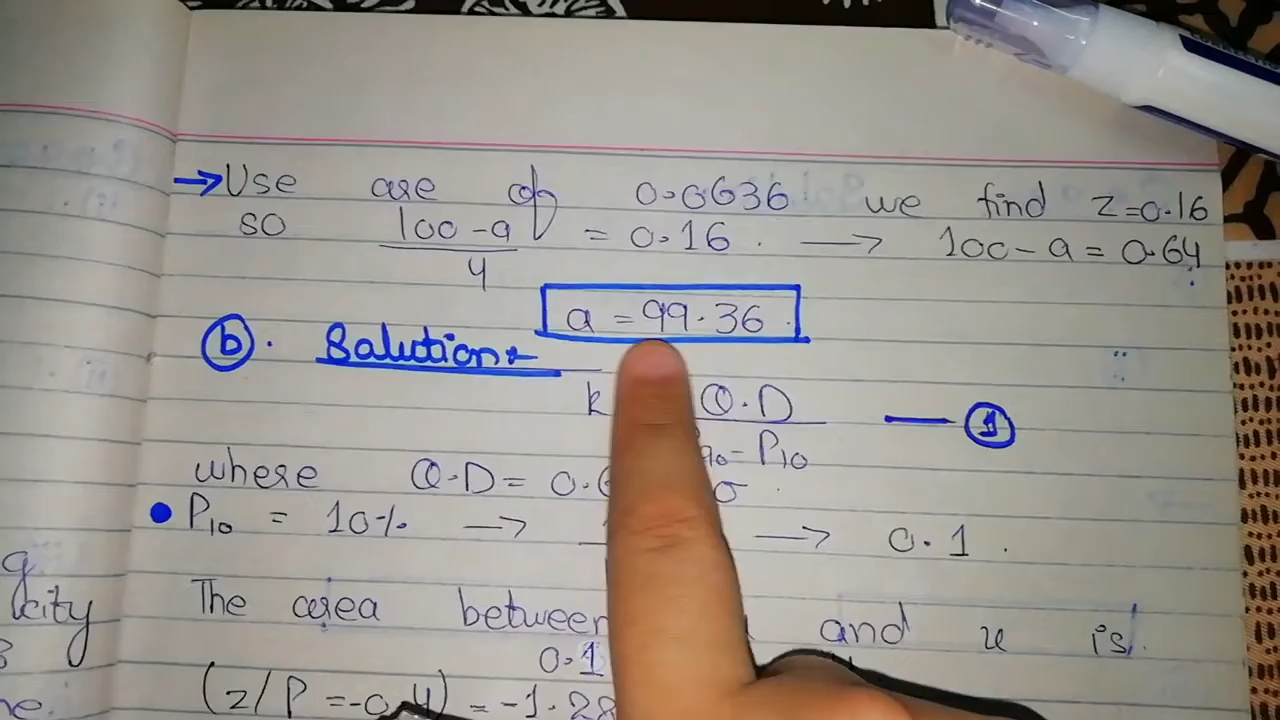 →Use are of 0.0636 we find z=0.16
so (100-a)/4 = 0.16. → 100-a = 0.64
a = 99.36
(b). Solution:-
k Q.D / P90 - P10 — (1)
where Q.D = 0.6 σ.
• P10 = 10% → → 0.1.
The area between and u is
0.1
(z/P = -0.4) = -1.28
g
city